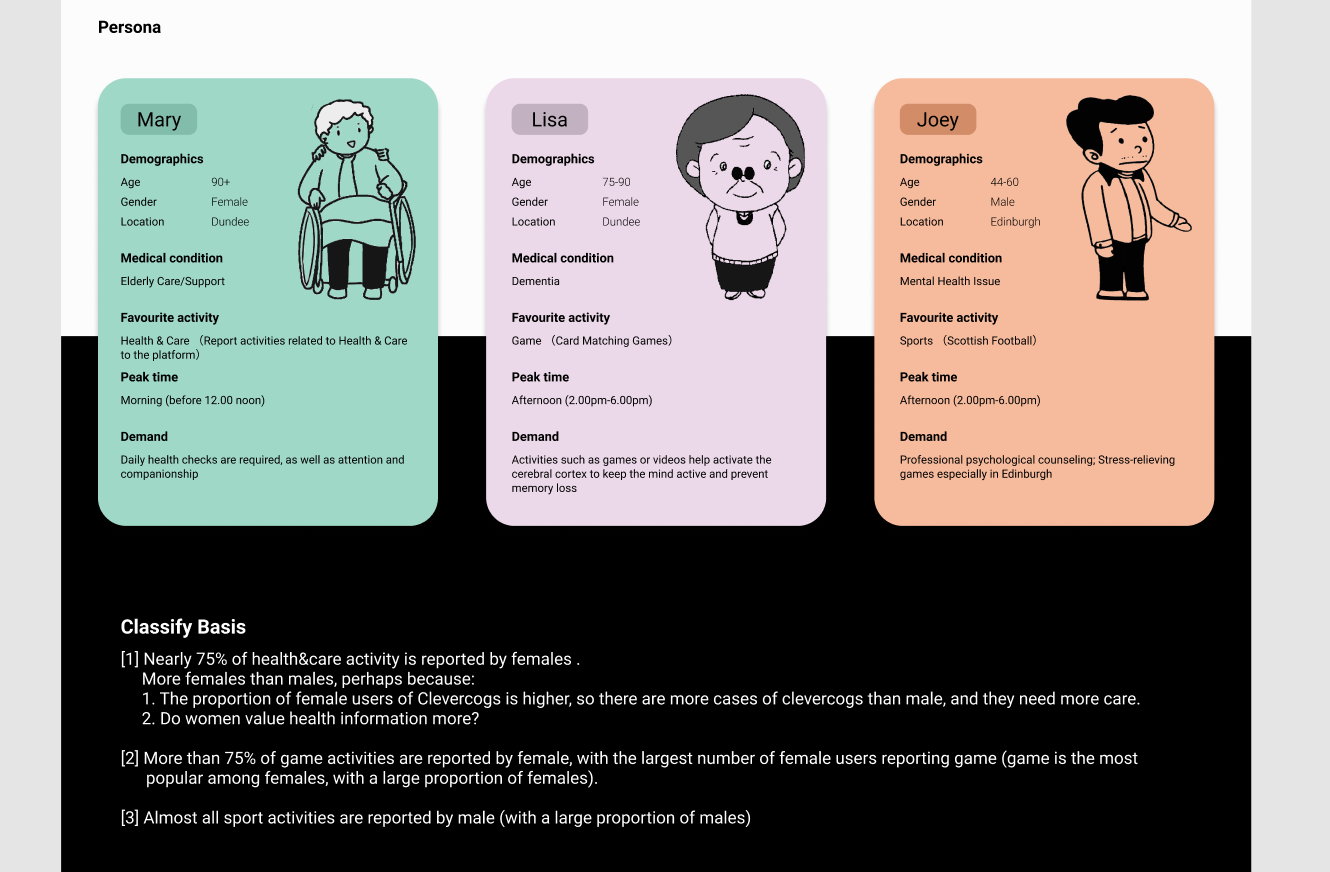 Persona
Mary
Demographics
Age 90+
Gender Female
Location Dundee
Medical condition
Elderly Care/Support
Favourite activity
Health & Care （Report activities related to Health & Care
to the platform）
Peak time
Morning (before 12.00 noon)
Demand
Daily health checks are required, as well as attention and
companionship
Lisa
Demographics
Age 75-90
Gender Female
Location Dundee
Medical condition
Dementia
Favourite activity
Game （Card Matching Games）
Peak time
Afternoon (2.00pm-6.00pm)
Demand
Activities such as games or videos help activate the
cerebral cortex to keep the mind active and prevent
memory loss
Joey
Demographics
Age 44-60
Gender Male
Location Edinburgh
Medical condition
Mental Health Issue
Favourite activity
Sports （Scottish Football）
Peak time
Afternoon (2.00pm-6.00pm)
Demand
Professional psychological counseling; Stress-relieving
games especially in Edinburgh
Classify Basis
[1] Nearly 75% of health&care activity is reported by females .
More females than males, perhaps because:
1. The proportion of female users of Clevercogs is higher, so there are more cases of clevercogs than male, and they need more care.
2. Do women value health information more?
[2] More than 75% of game activities are reported by female, with the largest number of female users reporting game (game is the most
popular among females, with a large proportion of females).
[3] Almost all sport activities are reported by male (with a large proportion of males)